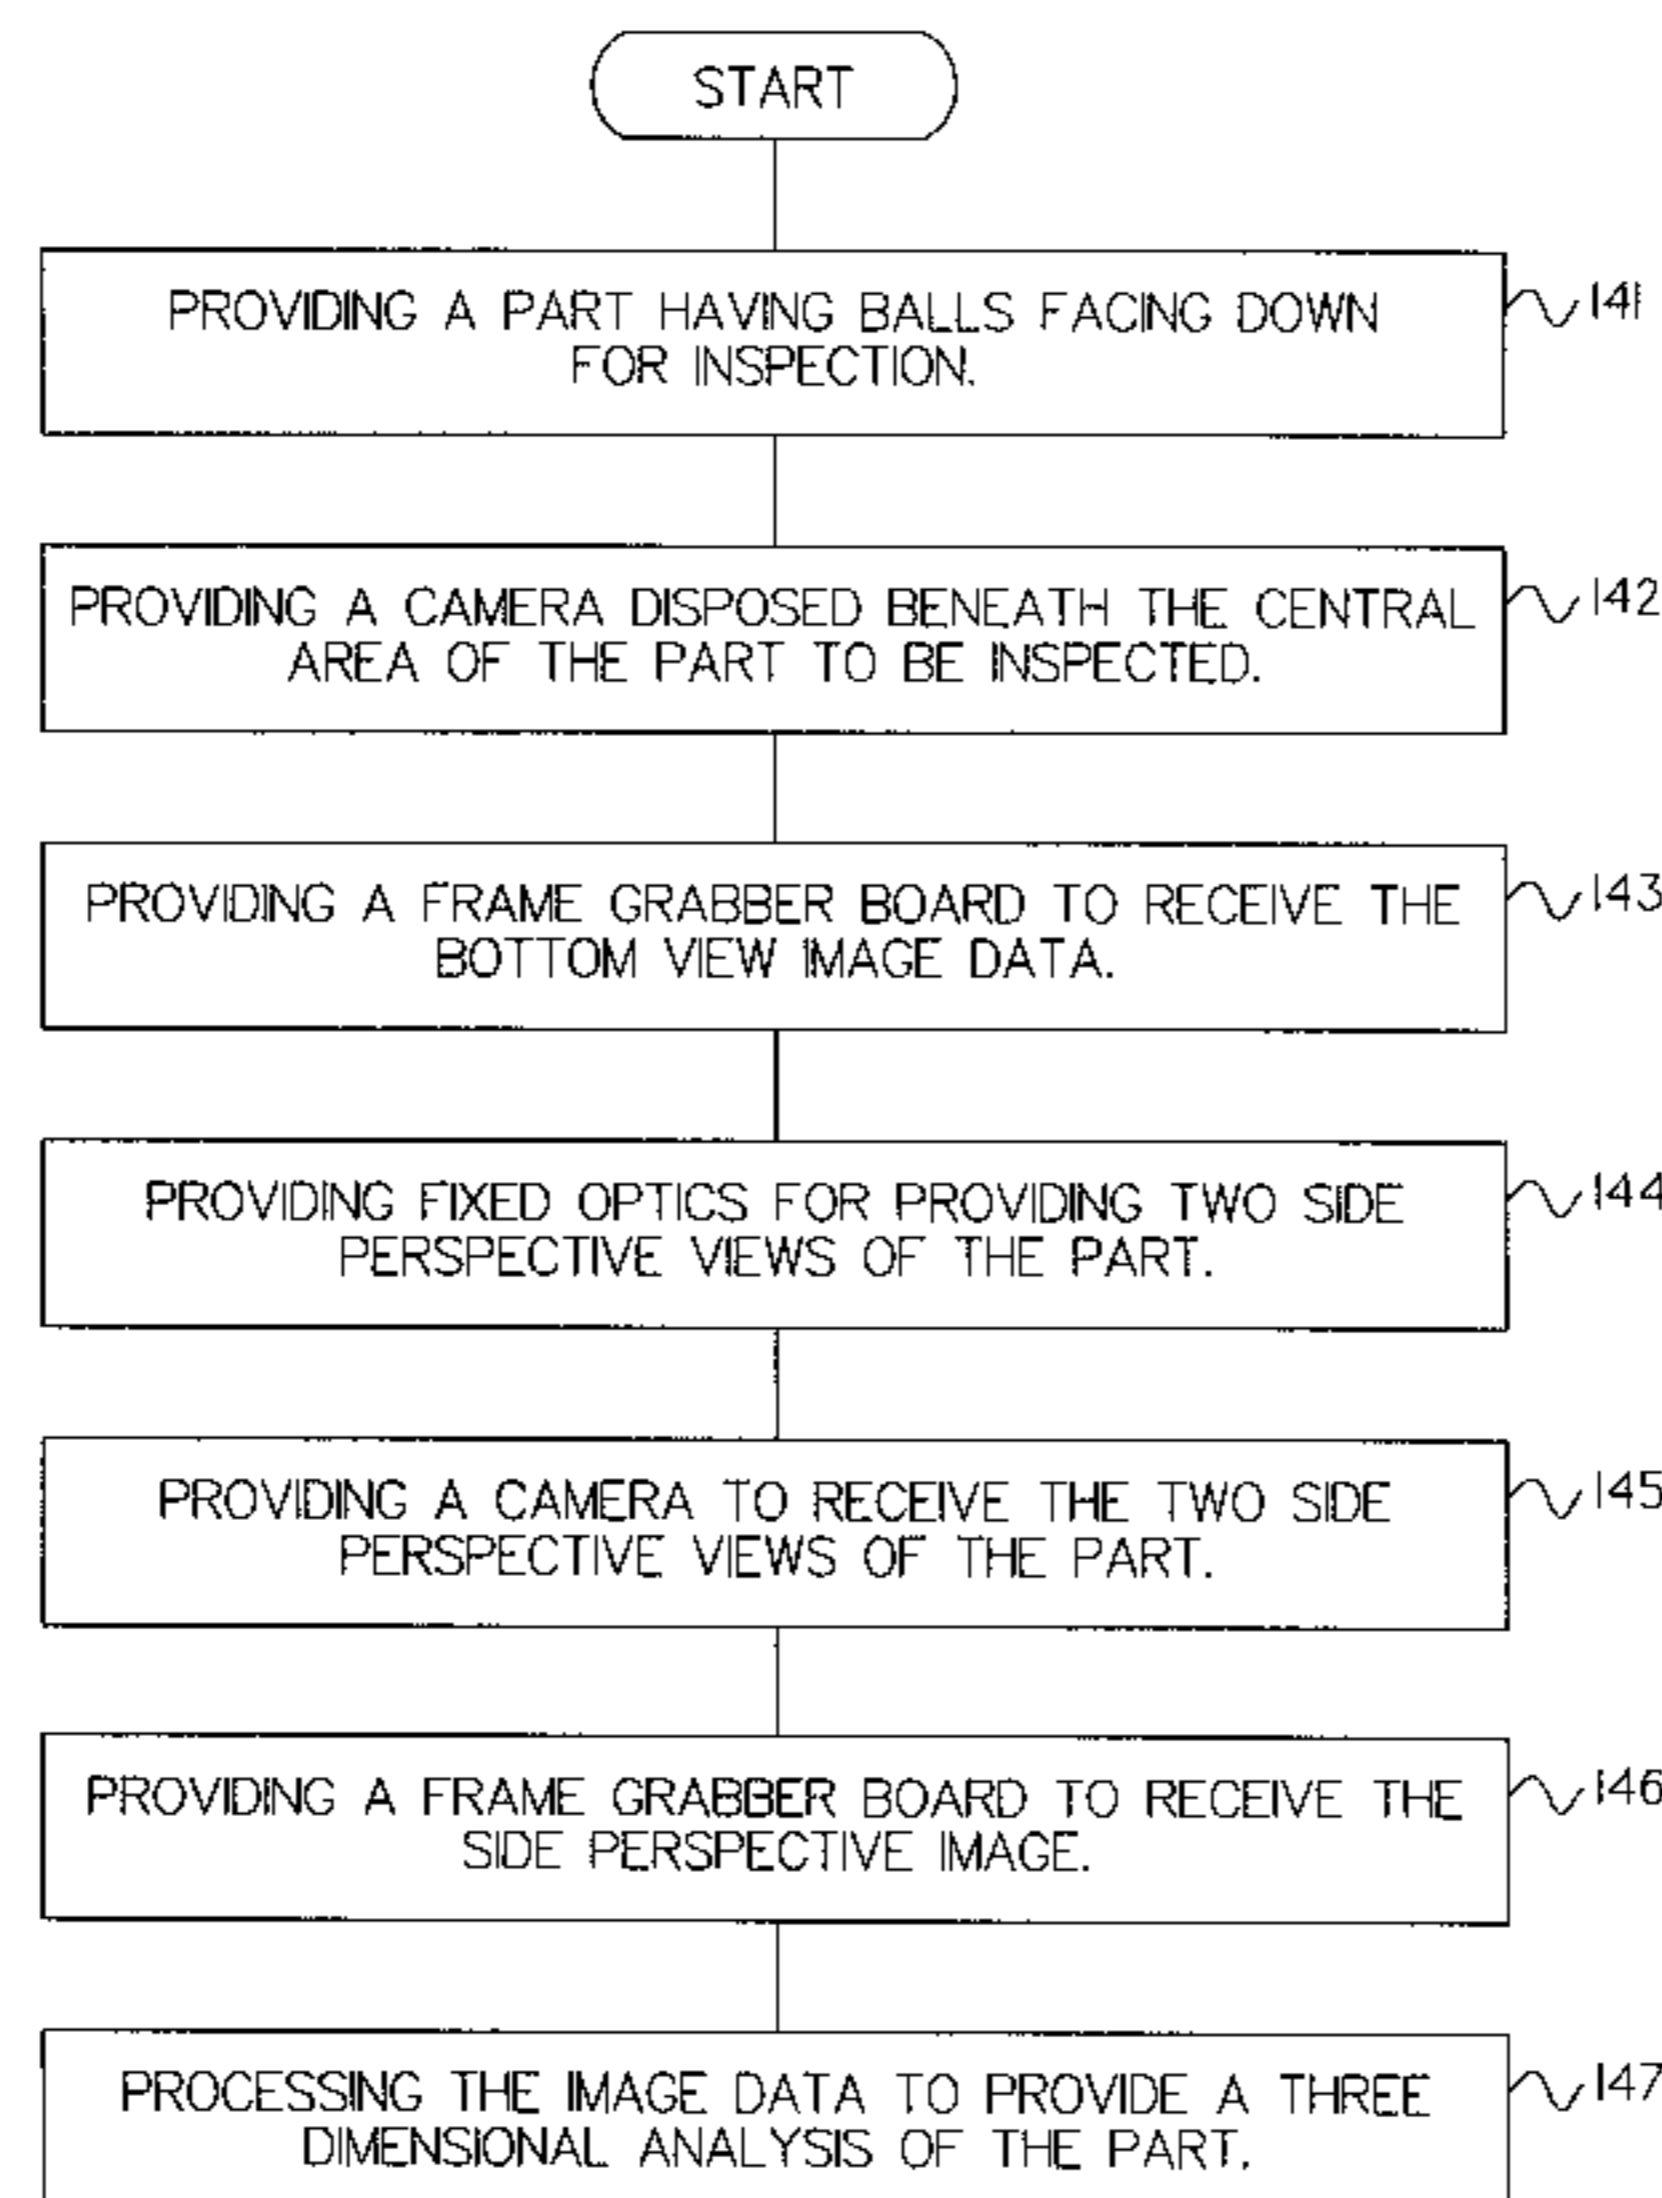 START
PROVIDING A PART HAVING BALLS FACING DOWN
FOR INSPECTION.
141
PROVIDING A CAMERA DISPOSED BENEATH THE CENTRAL
AREA OF THE PART TO BE INSPECTED.
142
PROVIDING A FRAME GRABBER BOARD TO RECEIVE THE
BOTTOM VIEW IMAGE DATA.
143
PROVIDING FIXED OPTICS FOR PROVIDING TWO SIDE
PERSPECTIVE VIEWS OF THE PART.
144
PROVIDING A CAMERA TO RECEIVE THE TWO SIDE
PERSPECTIVE VIEWS OF THE PART.
145
PROVIDING A FRAME GRABBER BOARD TO RECEIVE THE
SIDE PERSPECTIVE IMAGE.
146
PROCESSING THE IMAGE DATA TO PROVIDE A THREE
DIMENSIONAL ANALYSIS OF THE PART.
147